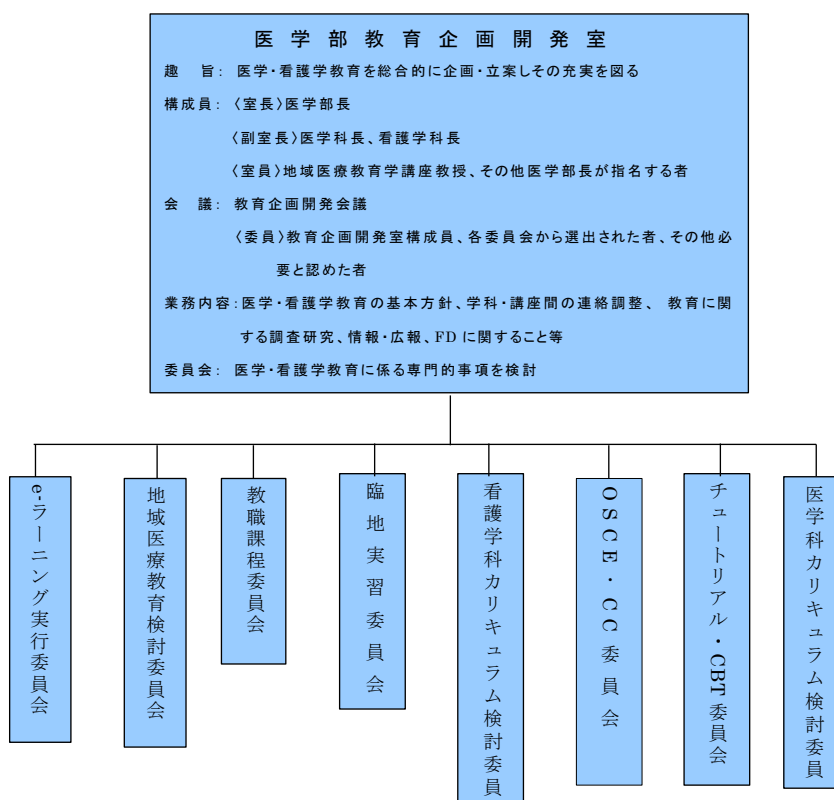 医学部教育企画開発室
趣　旨： 医学・看護学教育を総合的に企画・立案しその充実を図る
構成員： 〈室長〉医学部長
〈副室長〉医学科長、看護学科長
〈室員〉地域医療教育学講座教授、その他医学部長が指名する者
会　議： 教育企画開発会議
〈委員〉教育企画開発室構成員、各委員会から選出された者、その他必
要と認めた者
業務内容：医学・看護学教育の基本方針、学科・講座間の連絡調整、 教育に関
する調査研究、情報・広報、FD に関すること等
委員会： 医学・看護学教育に係る専門的事項を検討
e-ラーニング実行委員会
地域医療教育検討委員会
教職課程委員会
臨地実習委員会
看護学科カリキュラム検討委員
OSCE・CC委員会
チュートリアル・CBT委員会
医学科カリキュラム検討委員